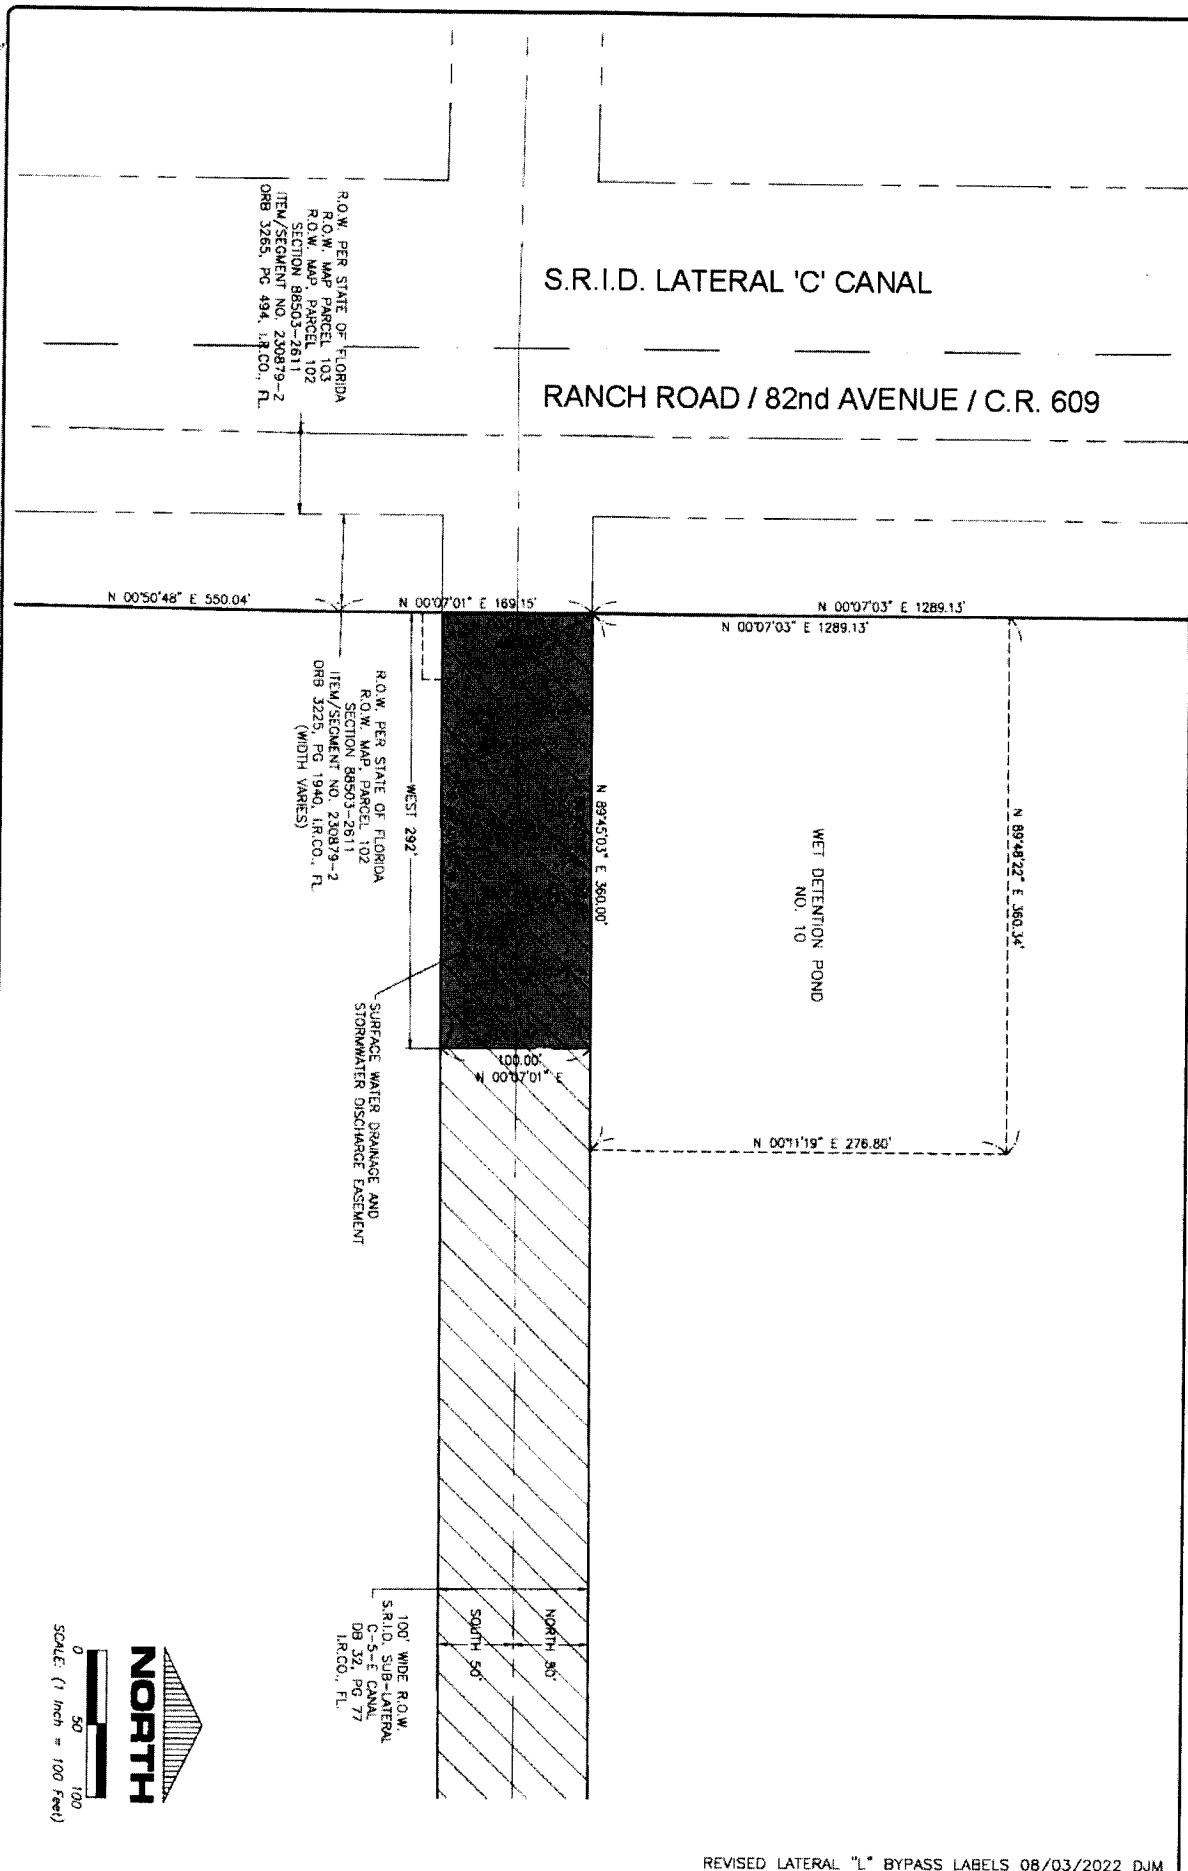 S.R.I.D. LATERAL 'C' CANAL
RANCH ROAD / 82nd AVENUE / C.R. 609
R.O.W. PER STATE OF FLORIDA
R.O.W. MAP PARCEL 103
R.O.W. MAP, PARCEL 102
SECTION 88503-2611
ITEM/SEGMENT NO. 230879-2
ORB 3265, PG 494, I.R.CO., FL.
N 00°50'48" E 550.04'
N 00°07'01" E 169.15'
N 00°07'03" E 1289.13'
N 00°07'03" E 1289.13'
R.O.W. PER STATE OF FLORIDA
R.O.W. MAP, PARCEL 102
SECTION 88503-2611
ITEM/SEGMENT NO. 230879-2
ORB 3225, PG 1940, I.R.CO., FL.
(WIDTH VARIES)
WEST 292'
N 89°45'03" E 360.00'
WET DETENTION POND
NO. 10
N 89°48'22" E 360.34'
SURFACE WATER DRAINAGE AND
STORMWATER DISCHARGE EASEMENT
100.00'
N 00°07'01" E
N 00°11'19" E 276.80'
100' WIDE R.O.W.
S.R.I.D. SUB-LATERAL
C-5-E CANAL
DB 32, PG 77
I.R.CO., FL.
SOUTH 50'
NORTH
NORTH
0 50 100
SCALE: (1 Inch = 100 Feet)
REVISED LATERAL "L" BYPASS LABELS 08/03/2022 DJM